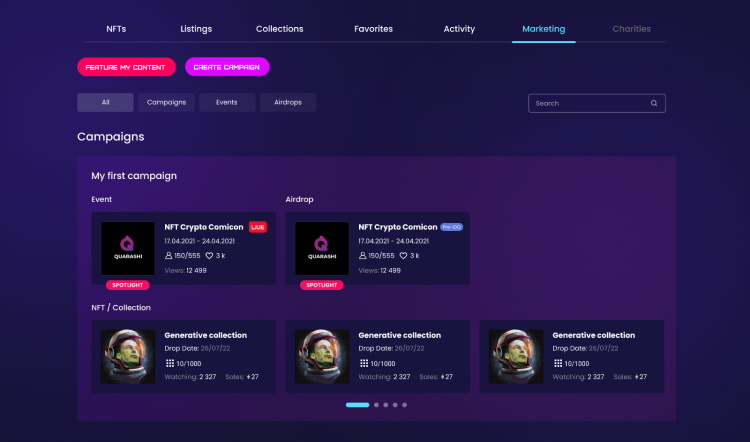 NFTs Listings Collections Favorites Activity Marketing Charities
FEATURE MY CONTENT CREATE CAMPAIGN
All Campaigns Events Airdrops Search
Campaigns
My first campaign
Event Airdrop
NFT Crypto Comicon LIVE NFT Crypto Comicon Pre-IDO
17.04.2021 - 24.04.2021 17.04.2021 - 24.04.2021
150/555 3 k 150/555 3 k
QUARASHI QUARASHI
Views: 12 499 Views: 12 499
SPOTLIGHT SPOTLIGHT
NFT / Collection
Generative collection Generative collection Generative collection
Drop Date: 26/07/22 Drop Date: 26/07/22 Drop Date: 26/07/22
10/1000 10/1000 10/1000
Watching: 2 327 Sales: 27 Watching: 2 327 Sales: 27 Watching: 2 327 Sales: 27